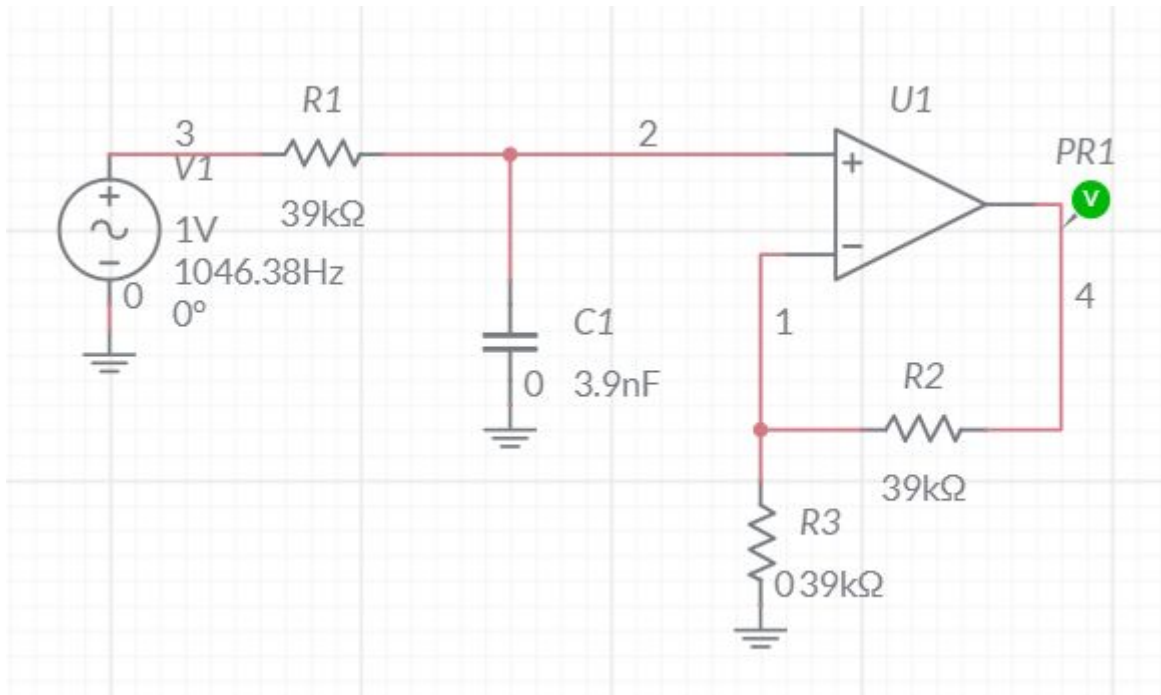 R1
3
V1
39kΩ
1V
1046.38Hz
0°
0
2
U1
+
−
PR1
V
C1
0
3.9nF
1
4
R2
39kΩ
R3
0
39kΩ